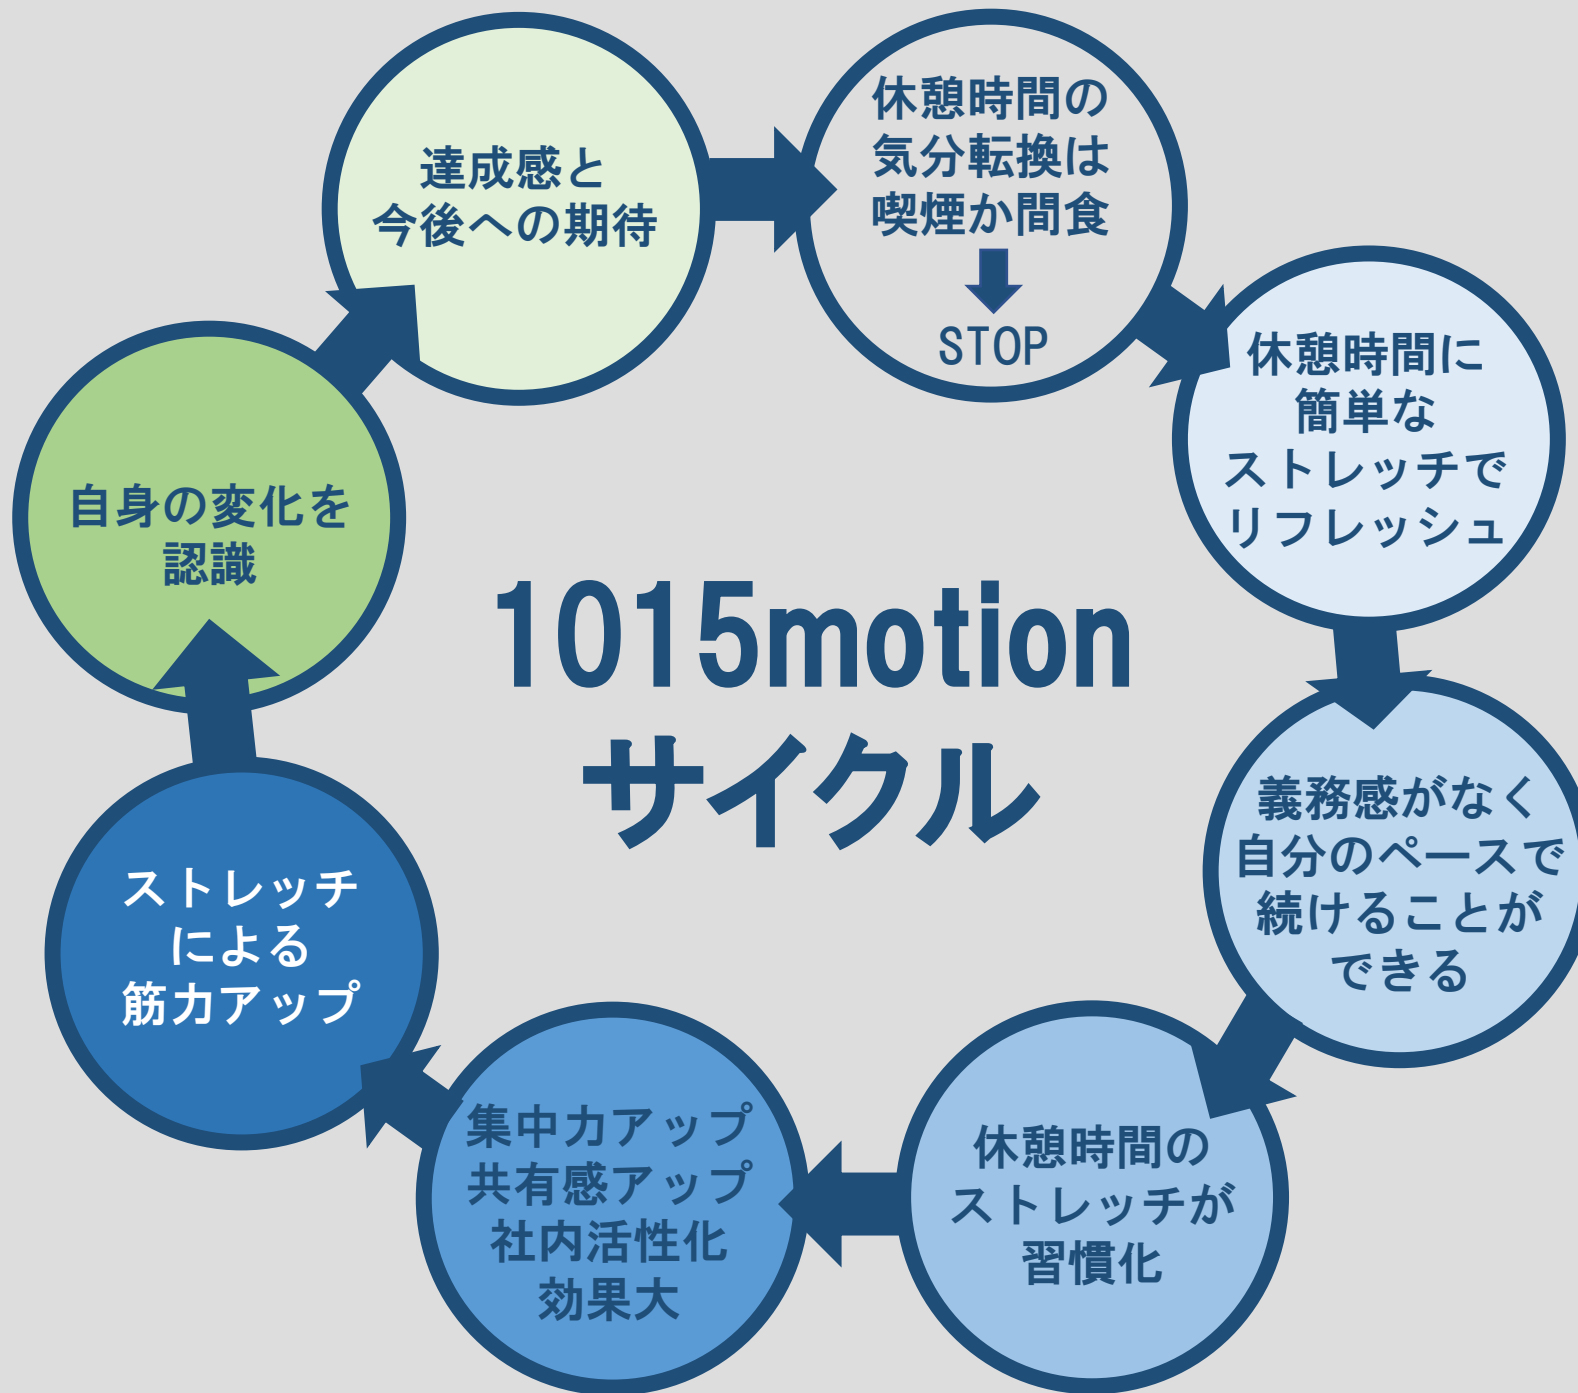 1015motion
サイクル
休憩時間の
気分転換は
喫煙か間食
STOP
休憩時間に
簡単な
ストレッチで
リフレッシュ
義務感がなく
自分のペースで
続けることが
できる
休憩時間の
ストレッチが
習慣化
集中力アップ
共有感アップ
社内活性化
効果大
ストレッチ
による
筋力アップ
自身の変化を
認識
達成感と
今後への期待